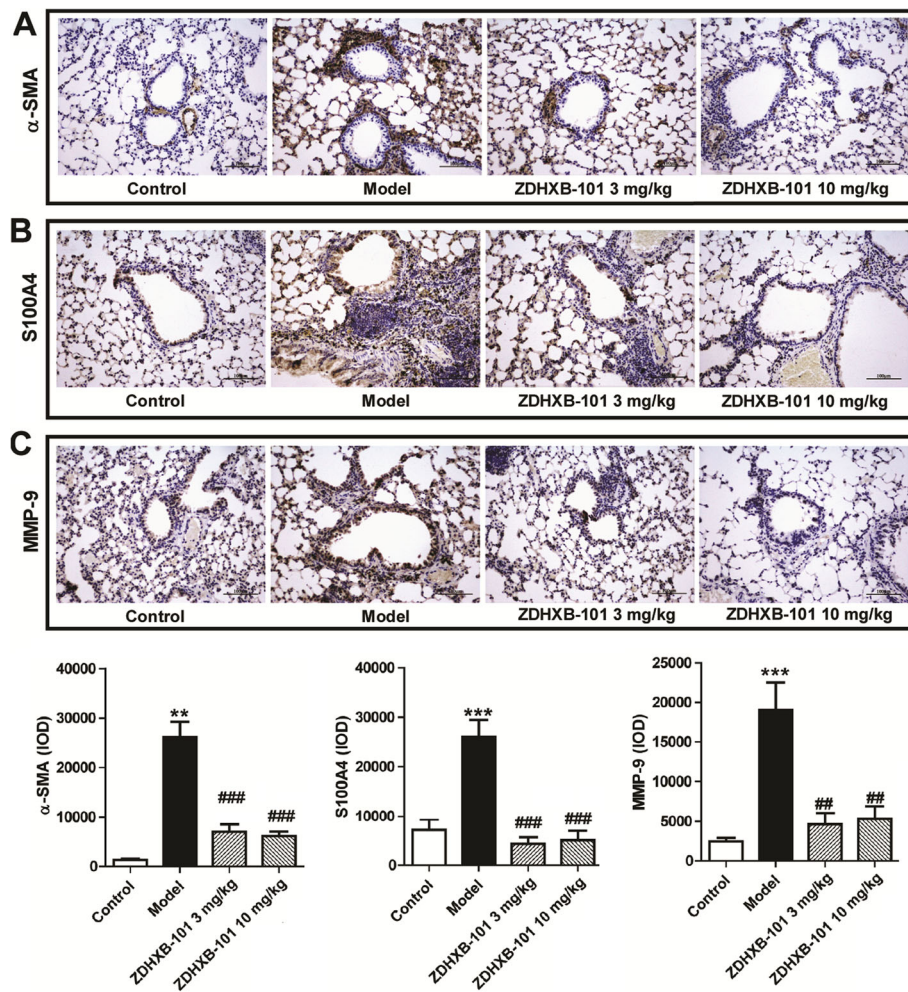 A
α-SMA
Control Model ZDHXB-101 3 mg/kg ZDHXB-101 10 mg/kg
B
S100A4
100μm
Control Model ZDHXB-101 3 mg/kg ZDHXB-101 10 mg/kg
C
MMP-9
Control Model ZDHXB-101 3 mg/kg ZDHXB-101 10 mg/kg
α-SMA (IOD)
40000
30000
20000
10000
0
**
###
###
Control
Model
ZDHXB-101 3 mg/kg
ZDHXB-101 10 mg/kg
S100A4 (IOD)
40000
30000
20000
10000
0
***
###
###
Control
Model
ZDHXB-101 3 mg/kg
ZDHXB-101 10 mg/kg
MMP-9 (IOD)
25000
20000
15000
10000
5000
0
***
##
##
Control
Model
ZDHXB-101 3 mg/kg
ZDHXB-101 10 mg/kg